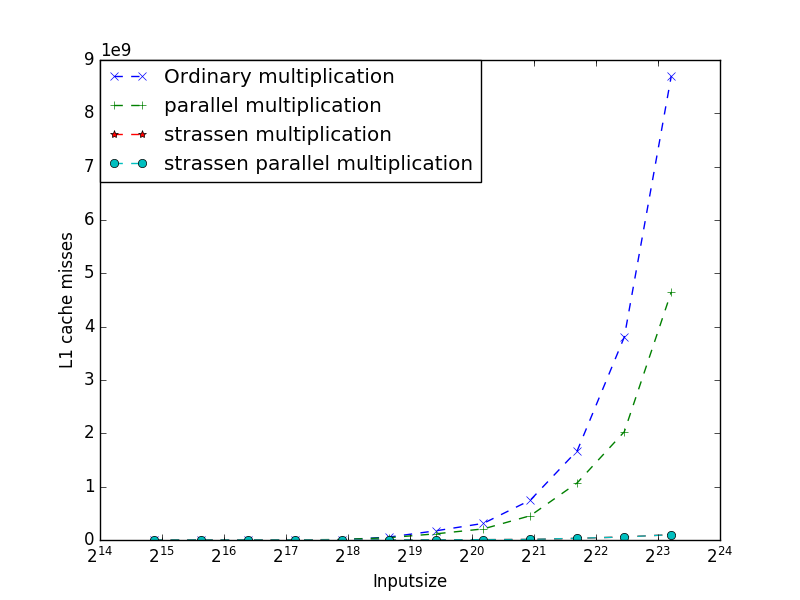 1e9
Ordinary multiplication
parallel multiplication
strassen multiplication
strassen parallel multiplication
9
8
7
6
5
4
3
2
1
0
L1 cache misses
2^14 2^15 2^16 2^17 2^18 2^19 2^20 2^21 2^22 2^23 2^24
Inputsize